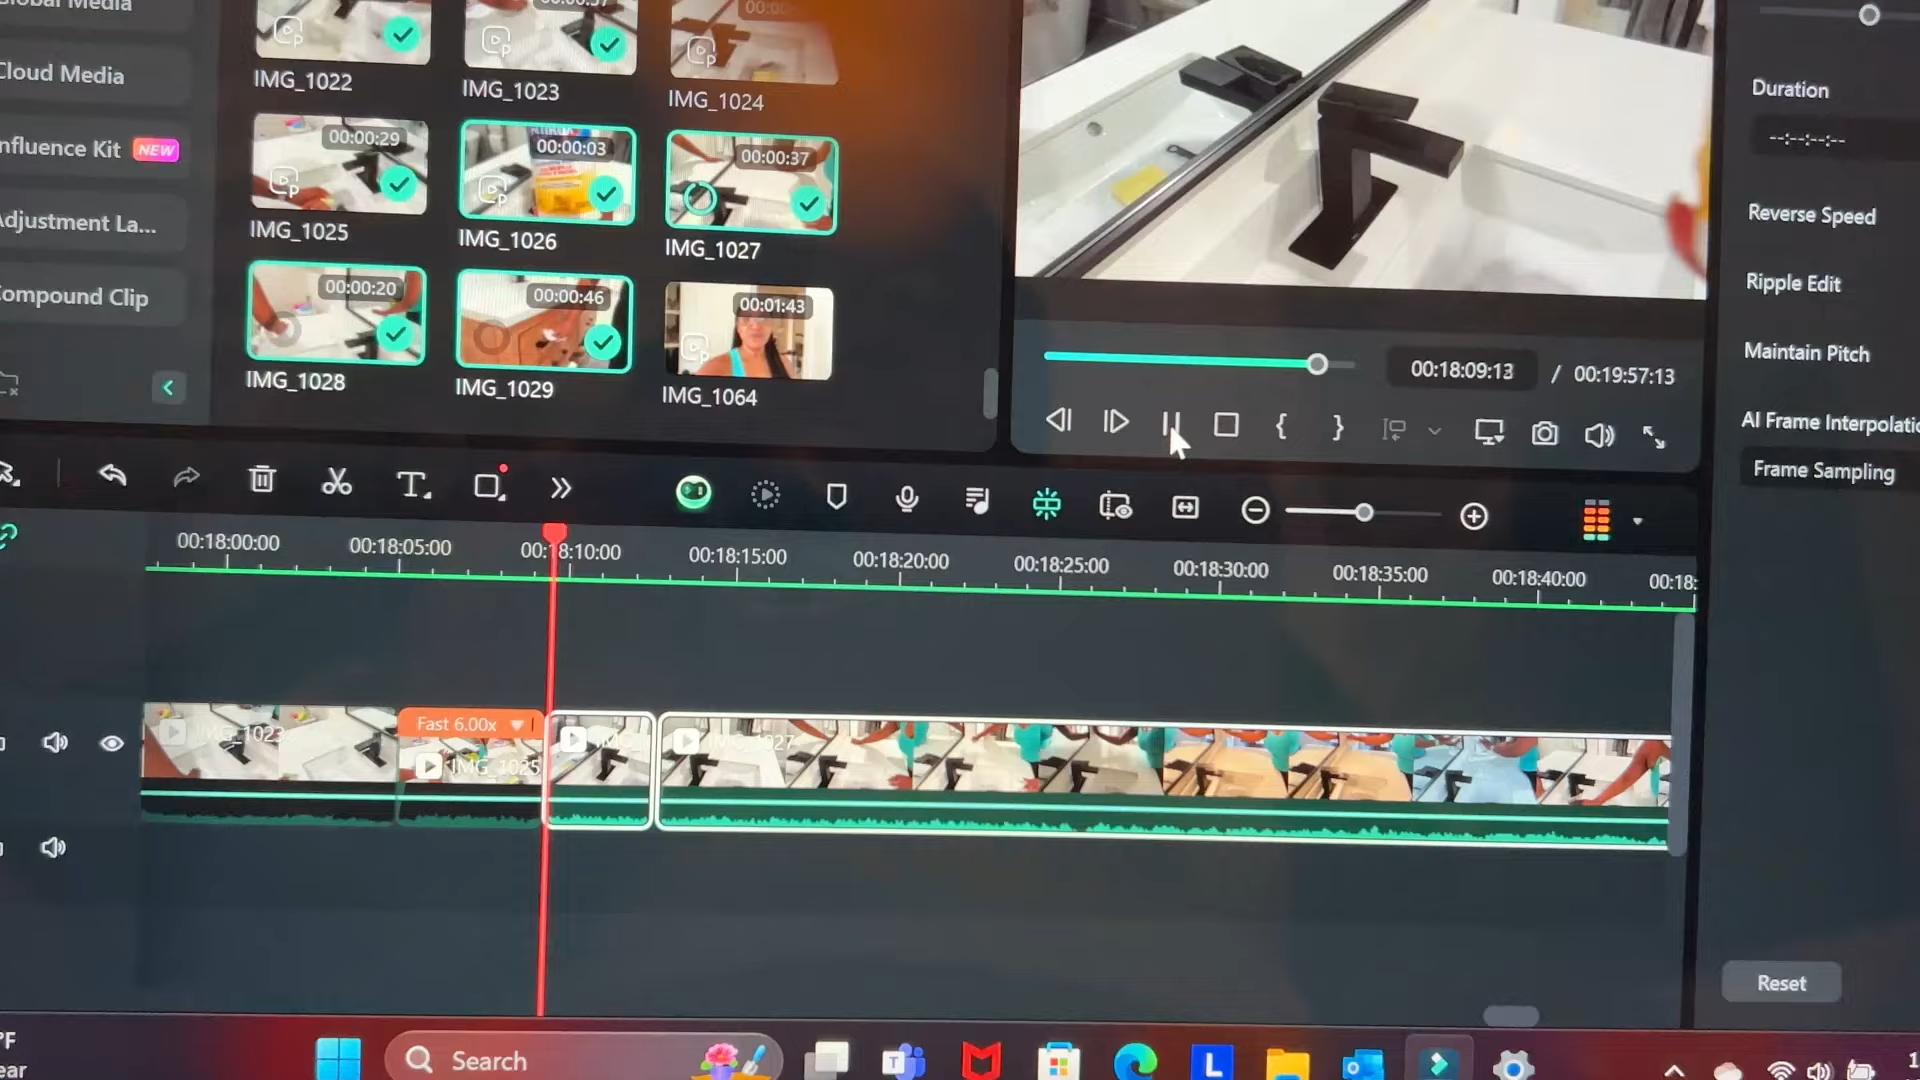 Global Media
Cloud Media
nfluence Kit NEW
Adjustment La...
Compound Clip
IMG_1022
IMG_1023
IMG_1024
00:00:29
00:00:03
00:00:37
IMG_1025
IMG_1026
IMG_1027
00:00:20
00:00:46
00:01:43
IMG_1028
IMG_1029
IMG_1064
00:18:09:13 / 00:19:57:13
Duration
--:--:--:--
Reverse Speed
Ripple Edit
Maintain Pitch
AI Frame Interpolatio
Frame Sampling
00:18:00:00 00:18:05:00 00:18:10:00 00:18:15:00 00:18:20:00 00:18:25:00 00:18:30:00 00:18:35:00 00:18:40:00 00:18:
Fast 6.00x
IMG_1023
IMG_1025
Reset
°F
ear
Search
T
L